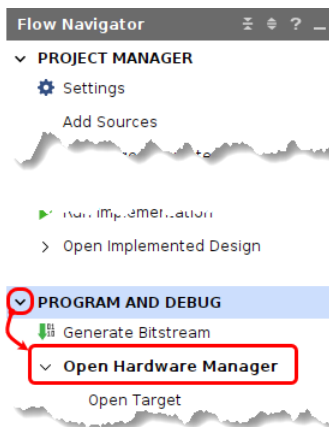 Flow Navigator
PROJECT MANAGER
Settings
Add Sources
Open Implemented Design
PROGRAM AND DEBUG
Generate Bitstream
Open Hardware Manager
Open Target